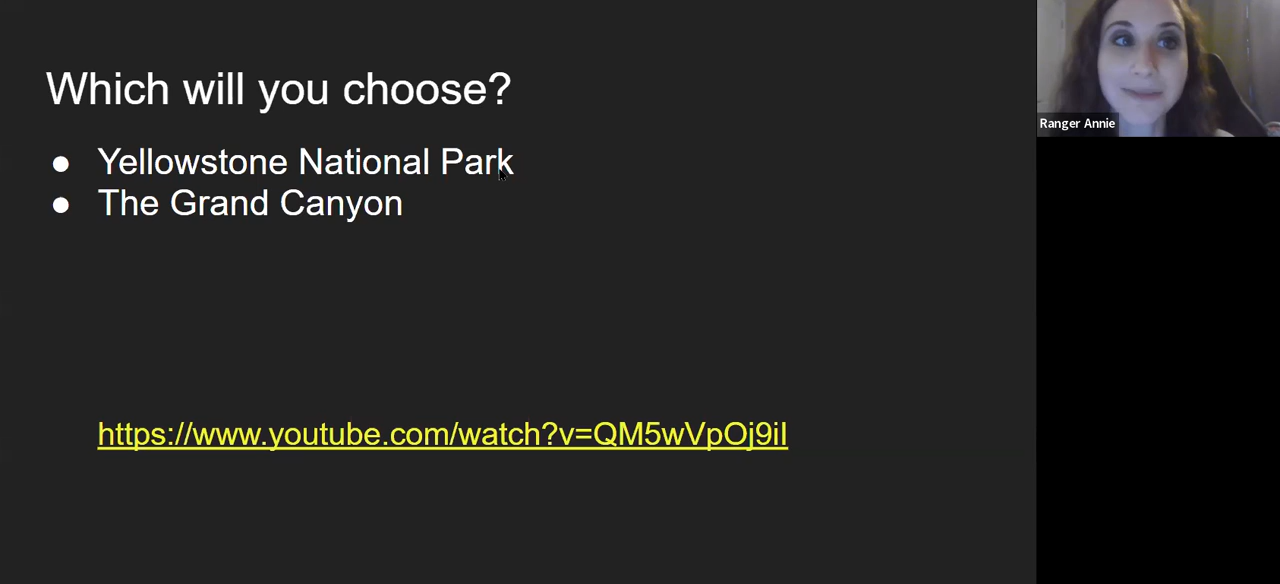 Which will you choose?
● Yellowstone National Park
● The Grand Canyon
https://www.youtube.com/watch?v=QM5wVpOj9iI
Ranger Annie